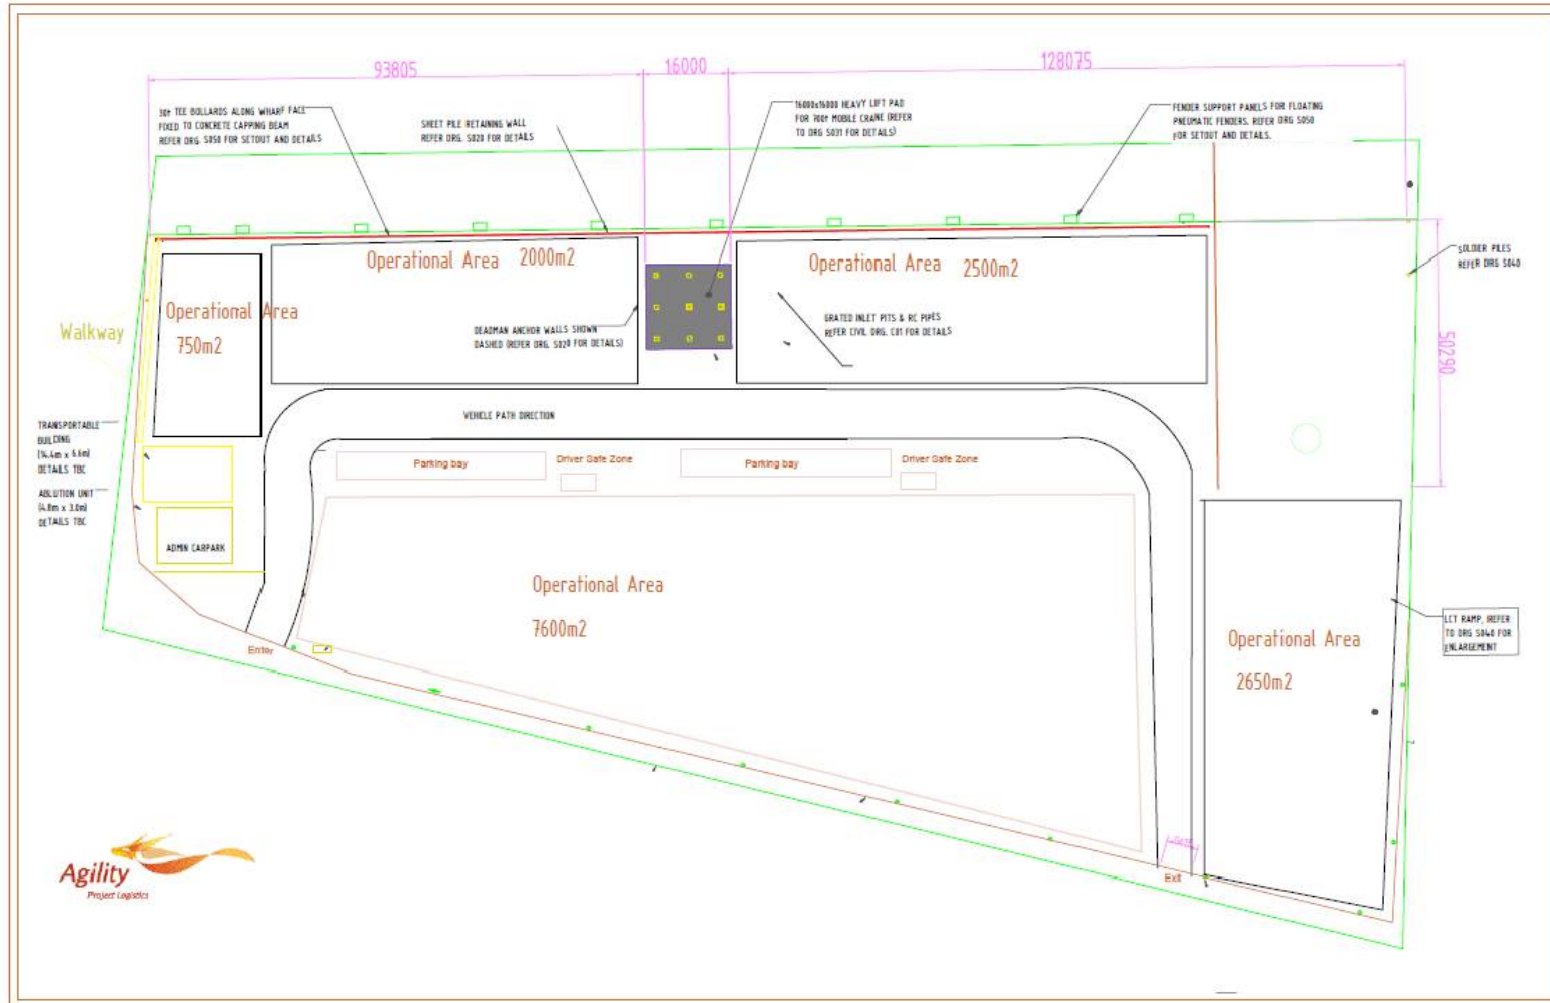 93805
16000
128075
30t TEE BOLLARDS ALONG WHARF FACE
FIXED TO CONCRETE CAPPING BEAM
REFER DRG S050 FOR SETOUT AND DETAILS
SHEET PILE RETAINING WALL
REFER DRG. S020 FOR DETAILS
16000x16000 HEAVY LIFT PAD
FOR 700t MOBILE CRAINE (REFER
TO DRG S031 FOR DETAILS)
FENDER SUPPORT PANELS FOR FLOATING
PNEUMATIC FENDERS. REFER DRG S050
FOR SETOUT AND DETAILS.
Operational Area 2000m2
Operational Area 2500m2
SOLDIER PILES
REFER DRG S040
Operational Area
750m2
Walkway
DEADMAN ANCHOR WALLS SHOWN
DASHED (REFER DRG. S020 FOR DETAILS)
GRATED INLET PITS & RC PIPES
REFER CIVIL DRG. C01 FOR DETAILS
50290
VEHICLE PATH DIRECTION
TRANSPORTABLE
BUILDING
(14.4m x 6.6m)
DETAILS TBC
ABLUTION UNIT
(4.8m x 3.0m)
DETAILS TBC
Parking bay
Driver Safe Zone
Parking bay
Driver Safe Zone
ADMIN CARPARK
Operational Area
7600m2
LCT RAMP, REFER
TO DRG S040 FOR
ENLARGEMENT
Operational Area
2650m2
Enter
Exit
Agility
Project Logistics